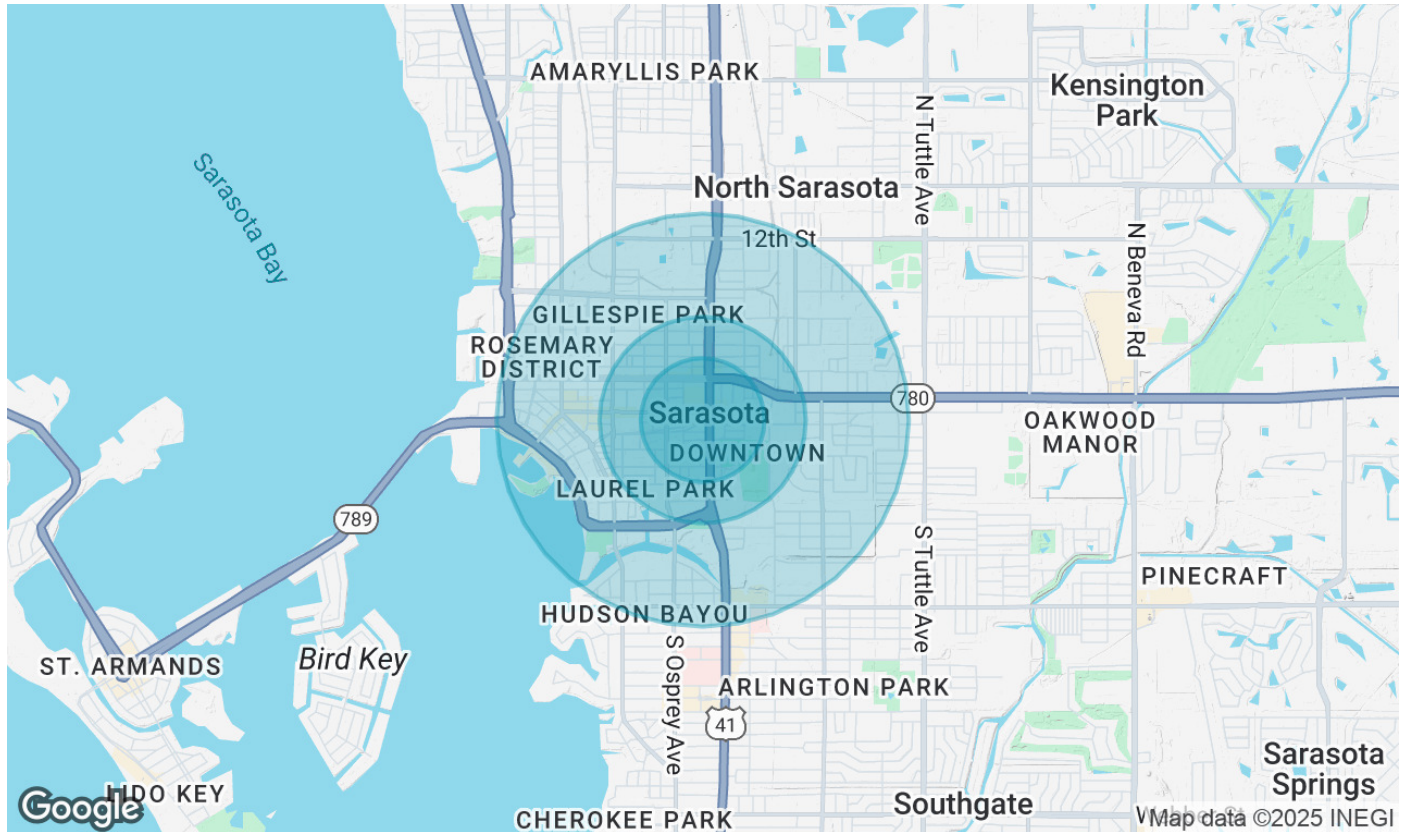 AMARYLLIS PARK
Kensington
Park
N Tuttle Ave
Sarasota Bay
North Sarasota
12th St
N Beneva Rd
GILLESPIE PARK
ROSEMARY
DISTRICT
780
Sarasota
OAKWOOD
MANOR
DOWNTOWN
LAUREL PARK
789
S Tuttle Ave
PINECRAFT
HUDSON BAYOU
Bird Key
ST. ARMANDS
S Osprey Ave
ARLINGTON PARK
41
Sarasota
Springs
LIDO KEY
Google
Southgate
CHEROKEE PARK
Map data ©2025 INEGI